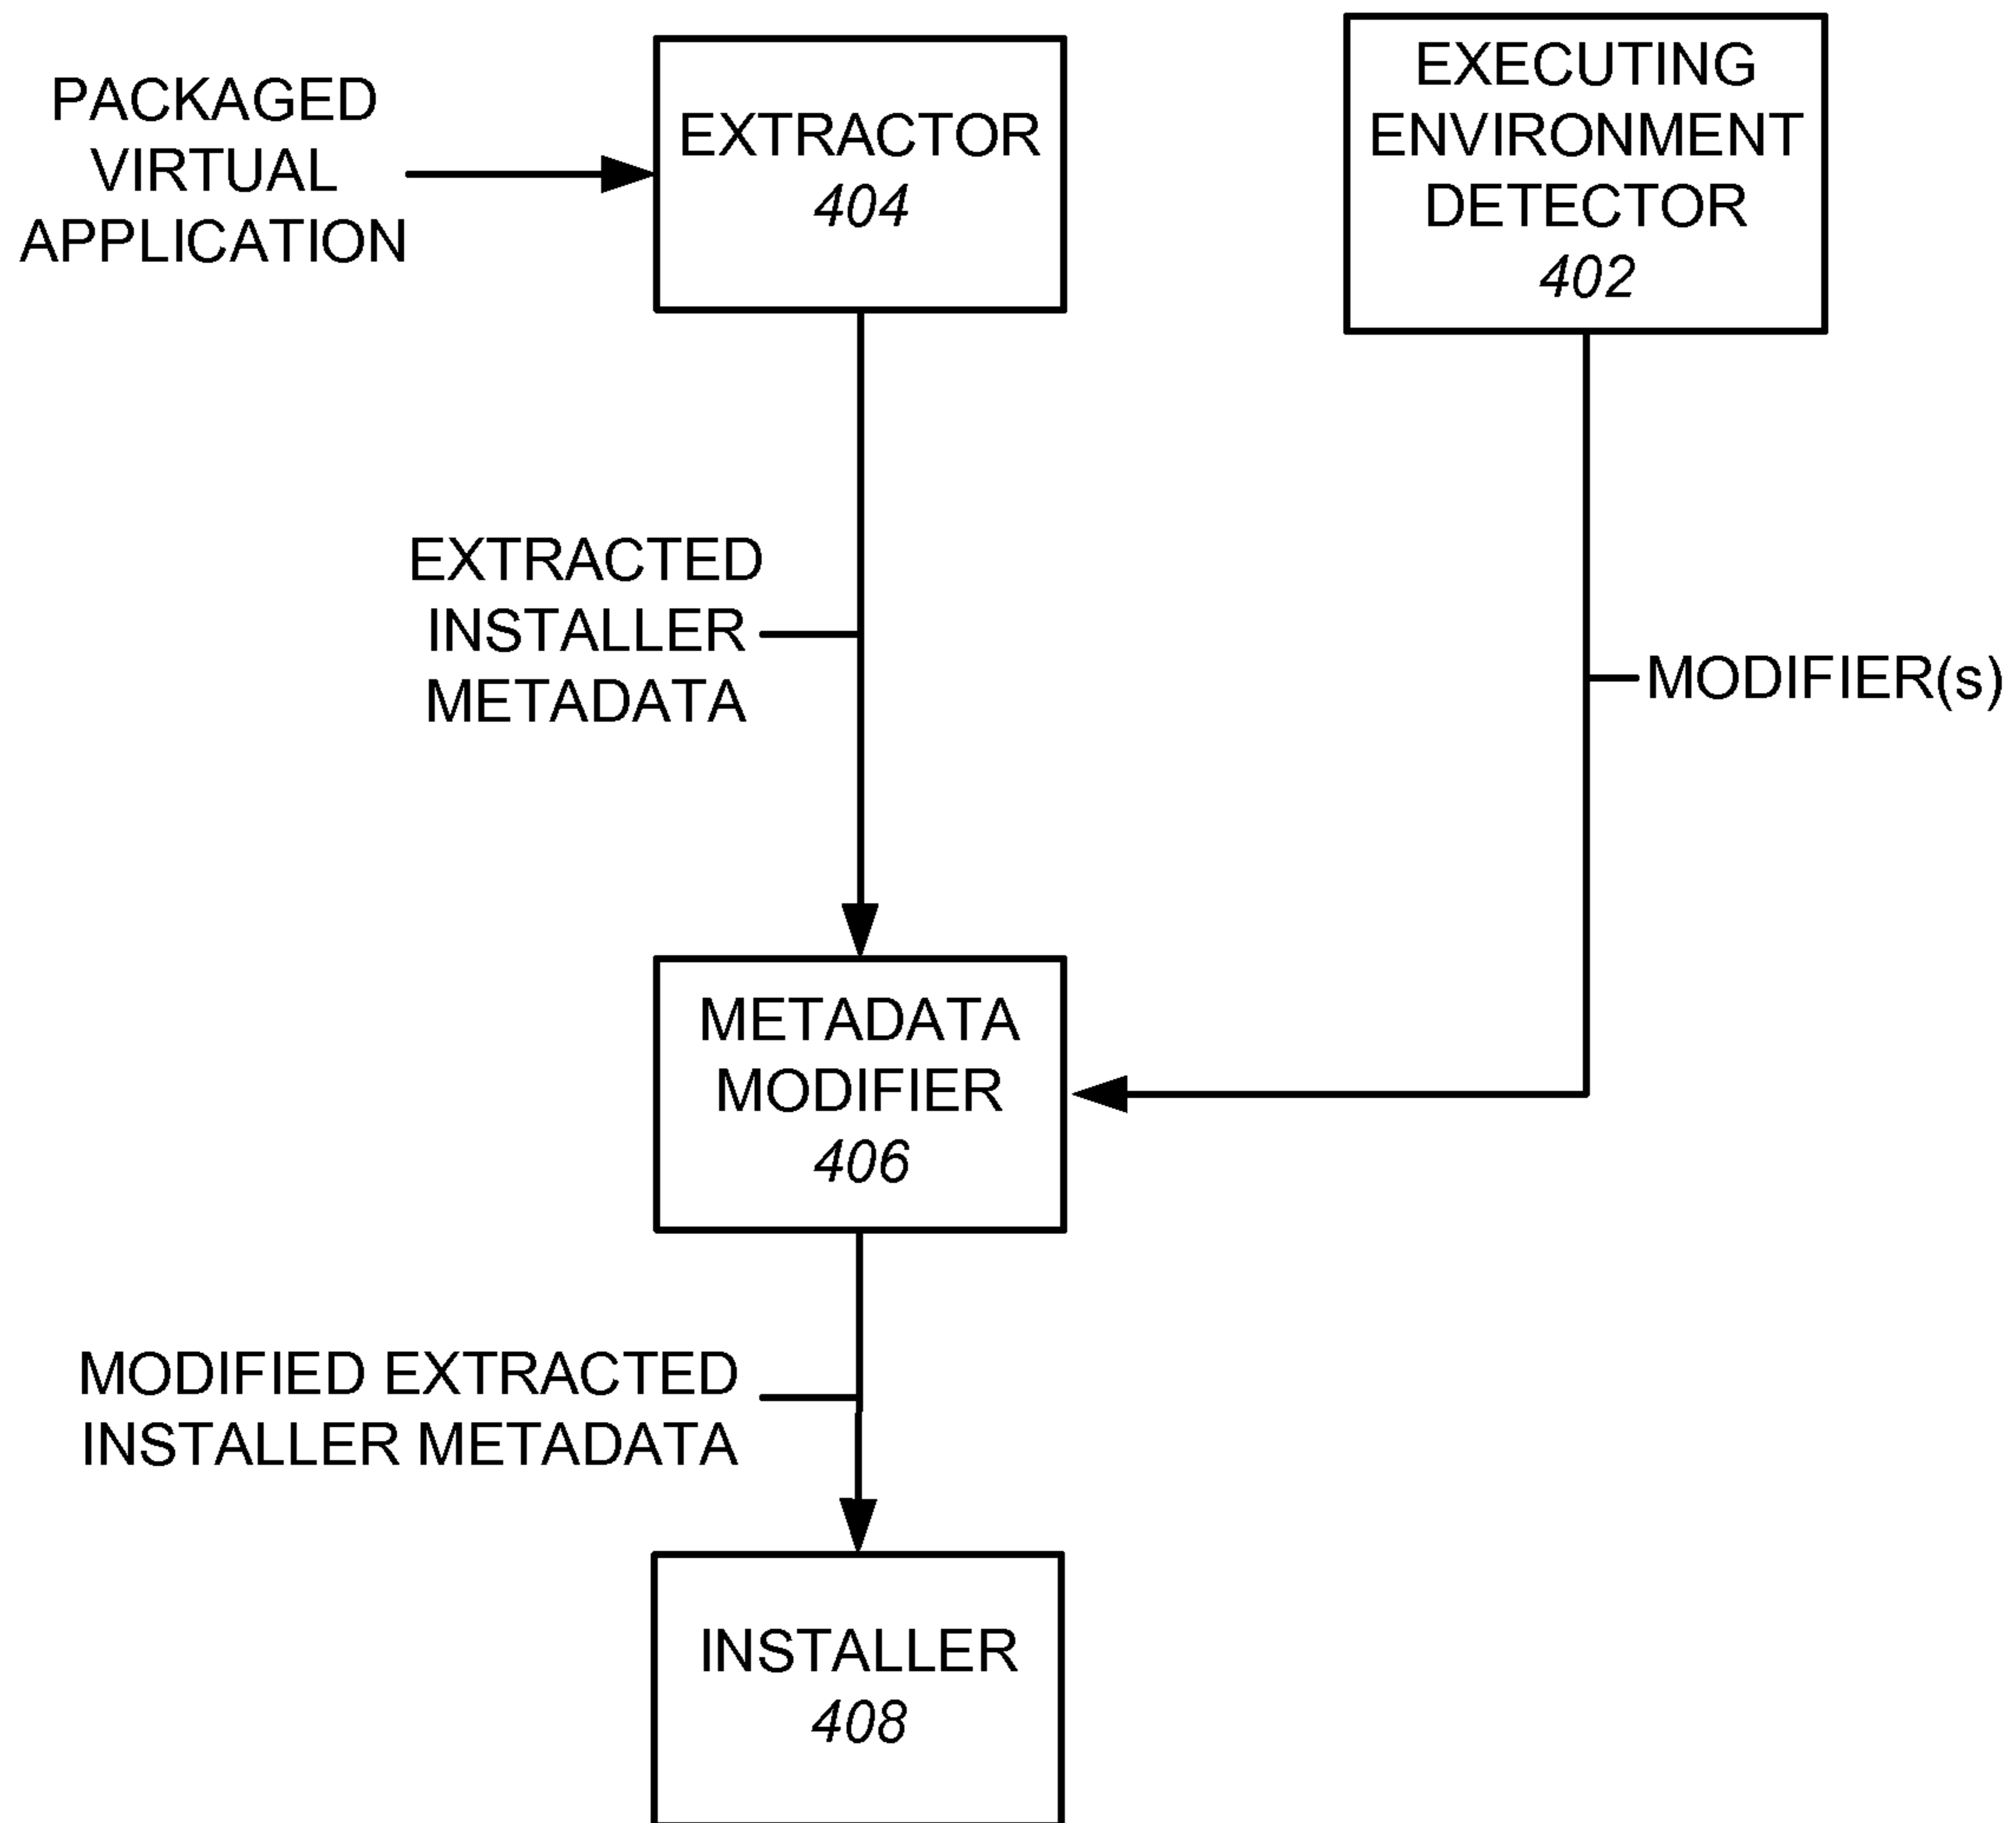 PACKAGED
VIRTUAL
APPLICATION
EXTRACTOR
404
EXECUTING
ENVIRONMENT
DETECTOR
402
EXTRACTED
INSTALLER
METADATA
MODIFIER(s)
METADATA
MODIFIER
406
MODIFIED EXTRACTED
INSTALLER METADATA
INSTALLER
408